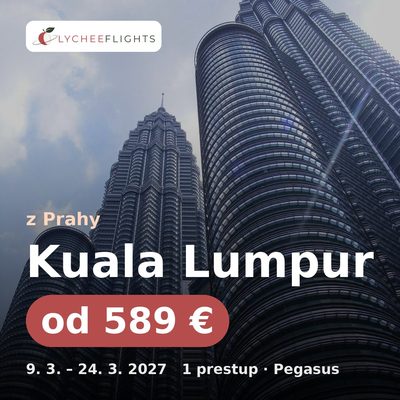 LYCHEEFLIGHTS
z Prahy
Kuala Lumpur
od 589 €
9. 3. – 24. 3. 2027 1 prestup · Pegasus